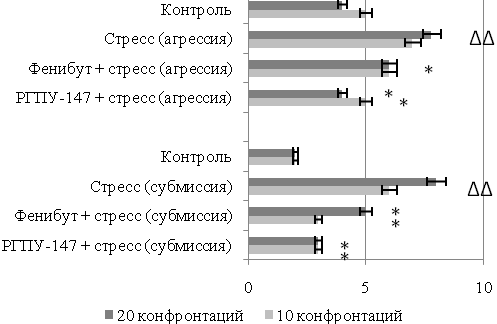 Контроль
Стресс (агрессия) ΔΔ
Фенибут + стресс (агрессия) *
РГПУ-147 + стресс (агрессия) * *
Контроль
Стресс (субмиссия) ΔΔ
Фенибут + стресс (субмиссия) * *
РГПУ-147 + стресс (субмиссия) * *
0 5 10
20 конфронтаций 10 конфронтаций